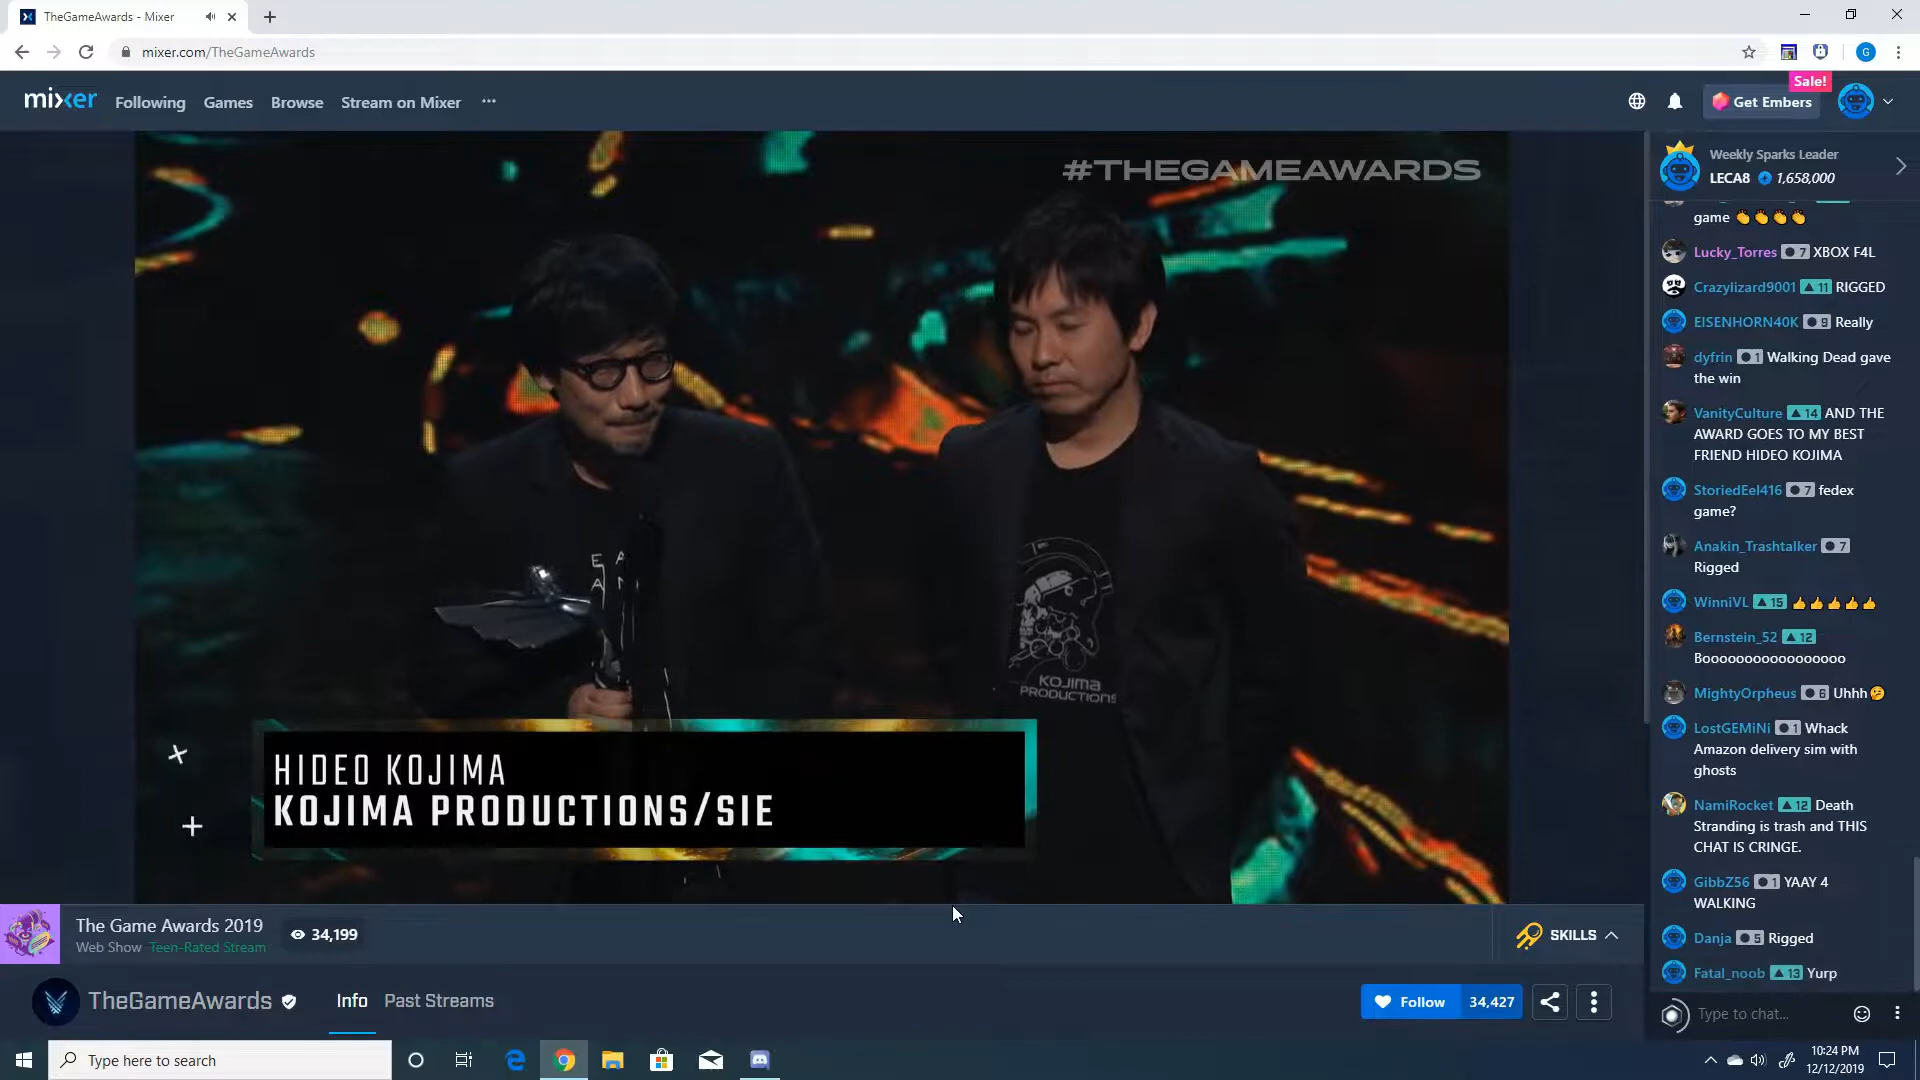 TheGameAwards - Mixer
mixer.com/TheGameAwards
G
mixer
Following
Games
Browse
Stream on Mixer
Sale!
Get Embers
#THEGAMEAWARDS
KOJIMA
PRODUCTIONS
HIDEO KOJIMA
KOJIMA PRODUCTIONS/SIE
Weekly Sparks Leader
LECA8 1,658,000
game 👏👏👏👏
Lucky_Torres 7 XBOX F4L
Crazylizard9001 11 RIGGED
EISENHORN40K 9 Really
dyfrin 1 Walking Dead gave
the win
VanityCulture 14 AND THE
AWARD GOES TO MY BEST
FRIEND HIDEO KOJIMA
StoriedEel416 7 fedex
game?
Anakin_Trashtalker 7
Rigged
WinniVL 15 👍👍👍👍👍
Bernstein_52 12
Booooooooooooooooo
MightyOrpheus 6 Uhhh🤔
LostGEMiNi 1 Whack
Amazon delivery sim with
ghosts
NamiRocket 12 Death
Stranding is trash and THIS
CHAT IS CRINGE.
GibbZ56 1 YAAY 4
WALKING
Danja 5 Rigged
Fatal_noob 13 Yurp
Type to chat...
The Game Awards 2019
Web Show Teen-Rated Stream
34,199
SKILLS
TheGameAwards
Info
Past Streams
Follow
34,427
Type here to search
10:24 PM
12/12/2019